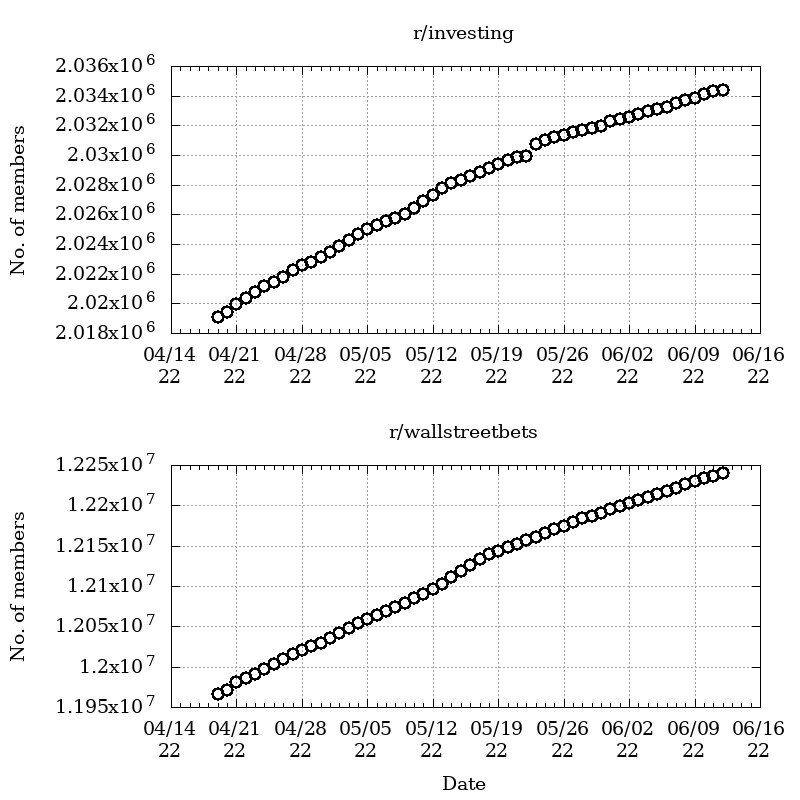 r/investing
No. of members
2.036x10^6
2.034x10^6
2.032x10^6
2.03x10^6
2.028x10^6
2.026x10^6
2.024x10^6
2.022x10^6
2.02x10^6
2.018x10^6
04/14 04/21 04/28 05/05 05/12 05/19 05/26 06/02 06/09 06/16
22 22 22 22 22 22 22 22 22 22
r/wallstreetbets
No. of members
1.225x10^7
1.22x10^7
1.215x10^7
1.21x10^7
1.205x10^7
1.2x10^7
1.195x10^7
04/14 04/21 04/28 05/05 05/12 05/19 05/26 06/02 06/09 06/16
22 22 22 22 22 22 22 22 22 22
Date